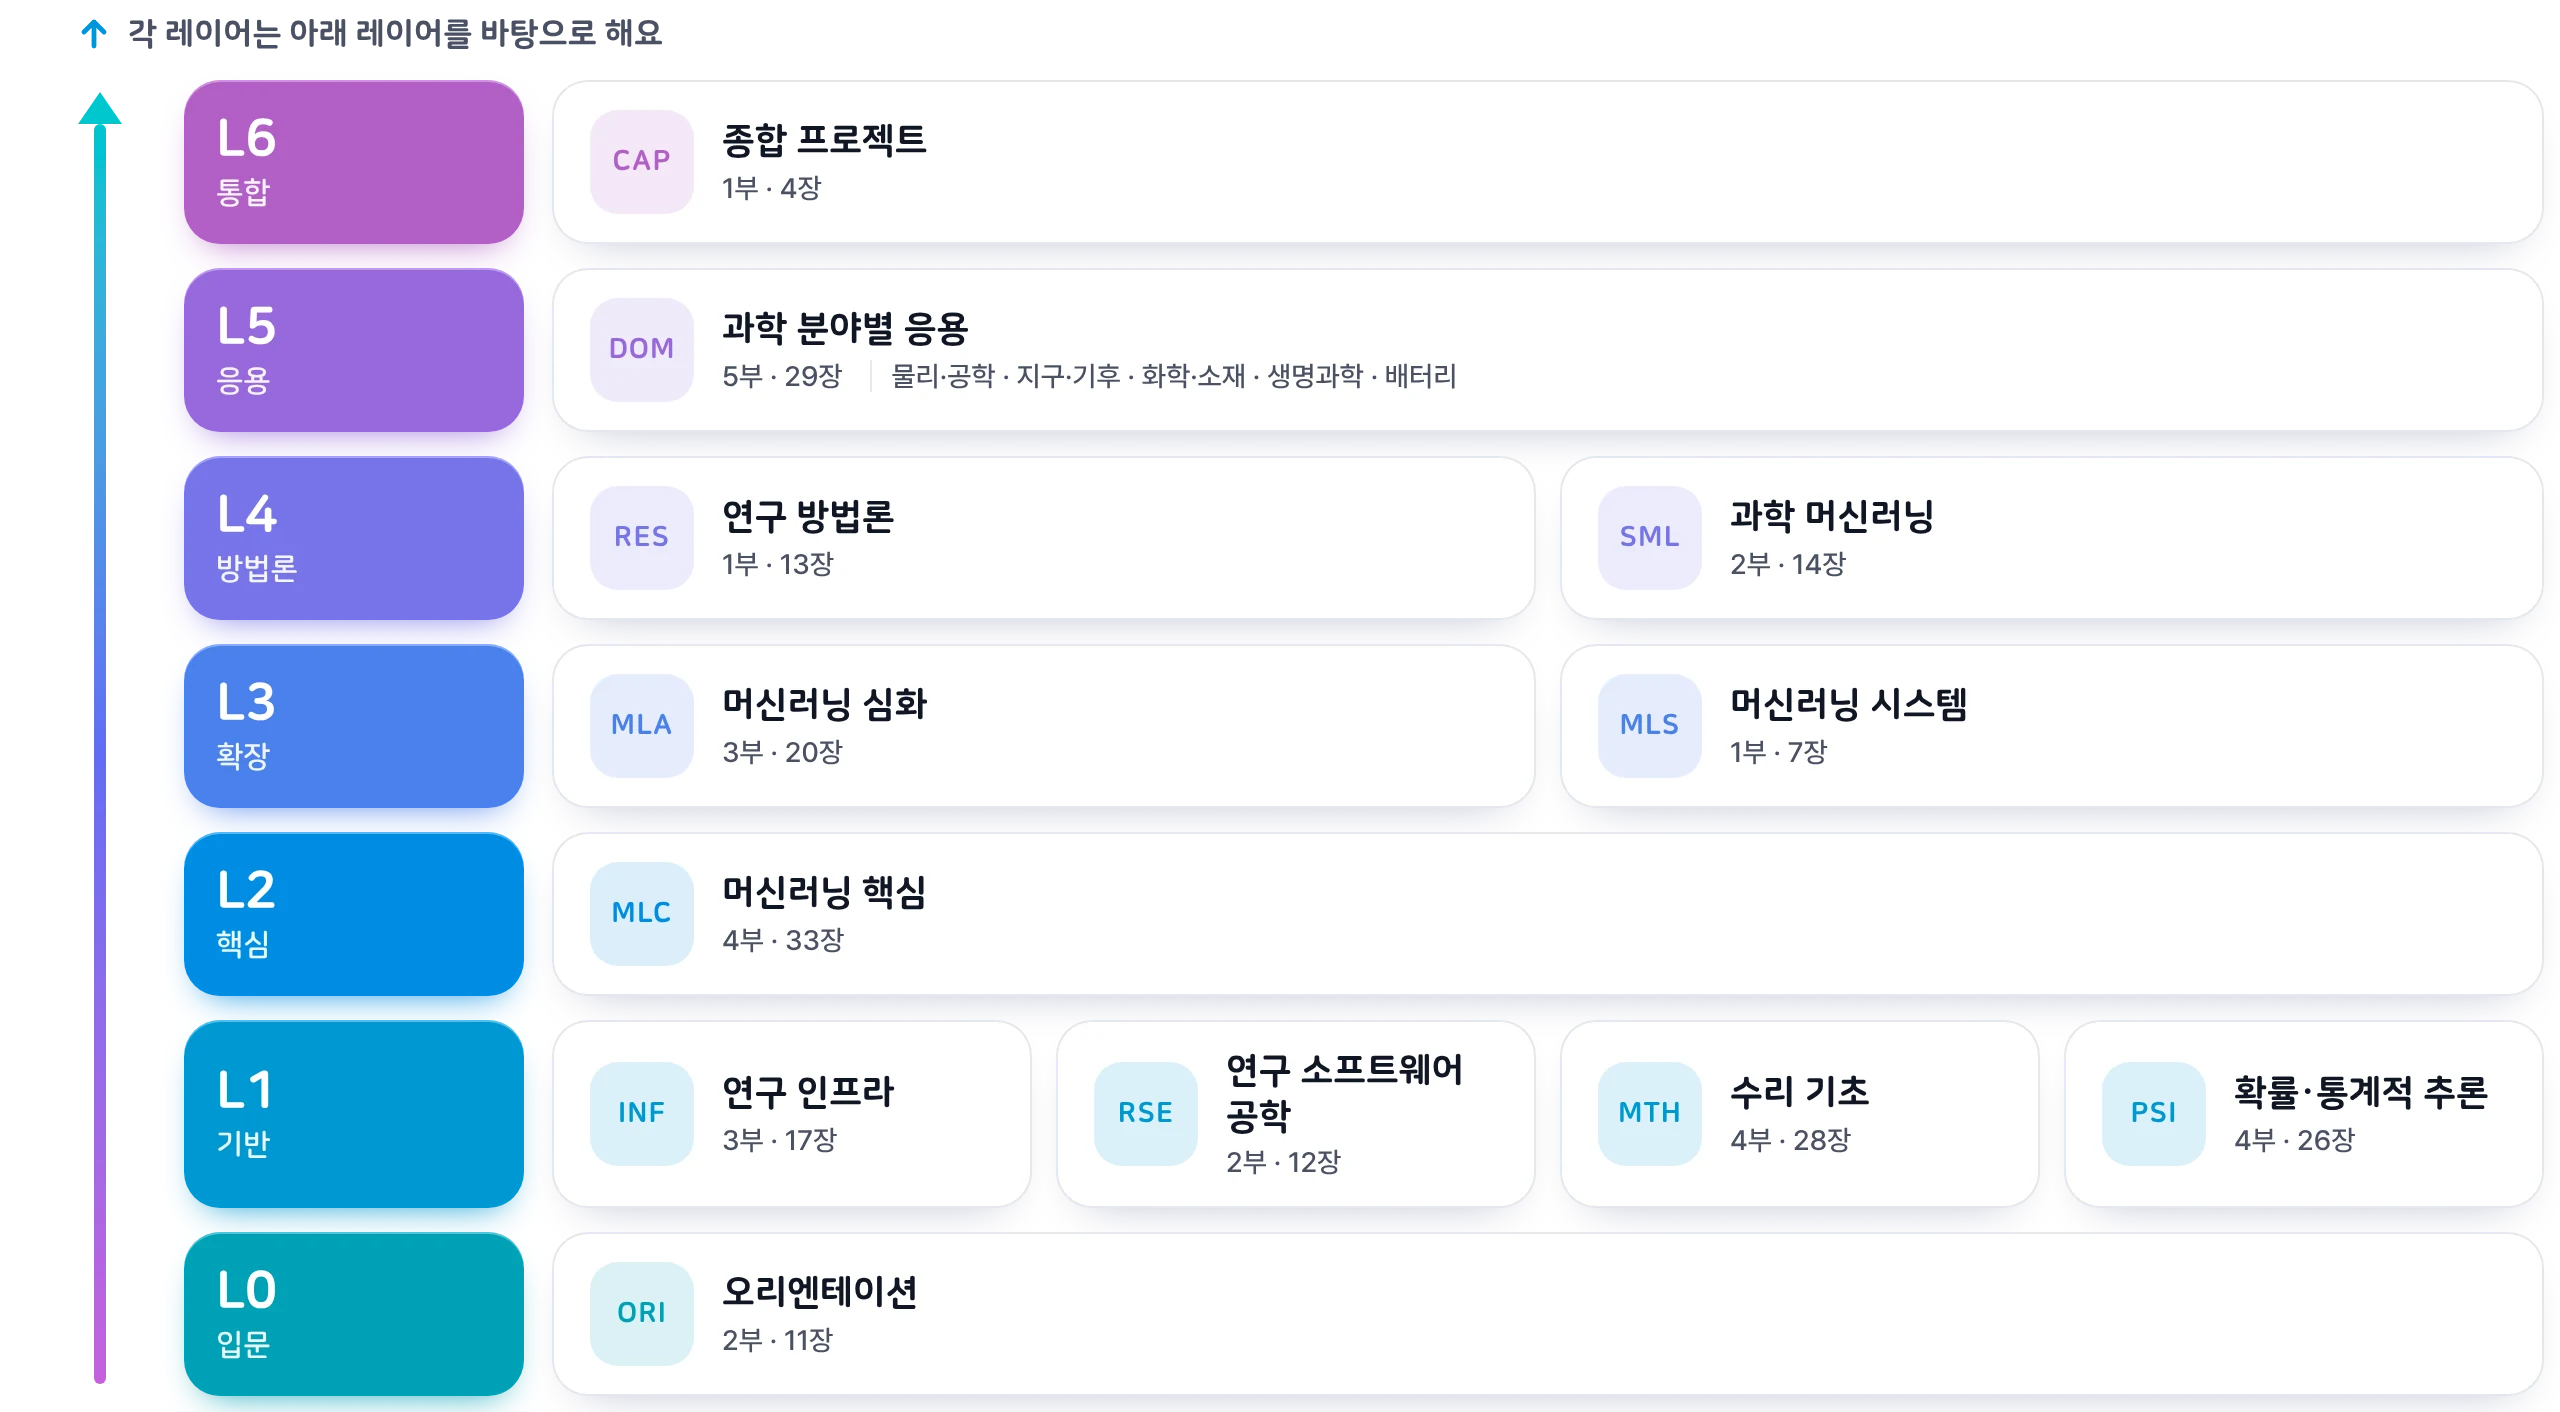 각 레이어는 아래 레이어를 바탕으로 해요
L6
통합
CAP
종합 프로젝트
1부 · 4장
L5
응용
DOM
과학 분야별 응용
5부 · 29장
물리·공학 · 지구·기후 · 화학·소재 · 생명과학 · 배터리
L4
방법론
RES
연구 방법론
1부 · 13장
SML
과학 머신러닝
2부 · 14장
L3
확장
MLA
머신러닝 심화
3부 · 20장
MLS
머신러닝 시스템
1부 · 7장
L2
핵심
MLC
머신러닝 핵심
4부 · 33장
L1
기반
INF
연구 인프라
3부 · 17장
RSE
연구 소프트웨어
공학
2부 · 12장
MTH
수리 기초
4부 · 28장
PSI
확률·통계적 추론
4부 · 26장
L0
입문
ORI
오리엔테이션
2부 · 11장